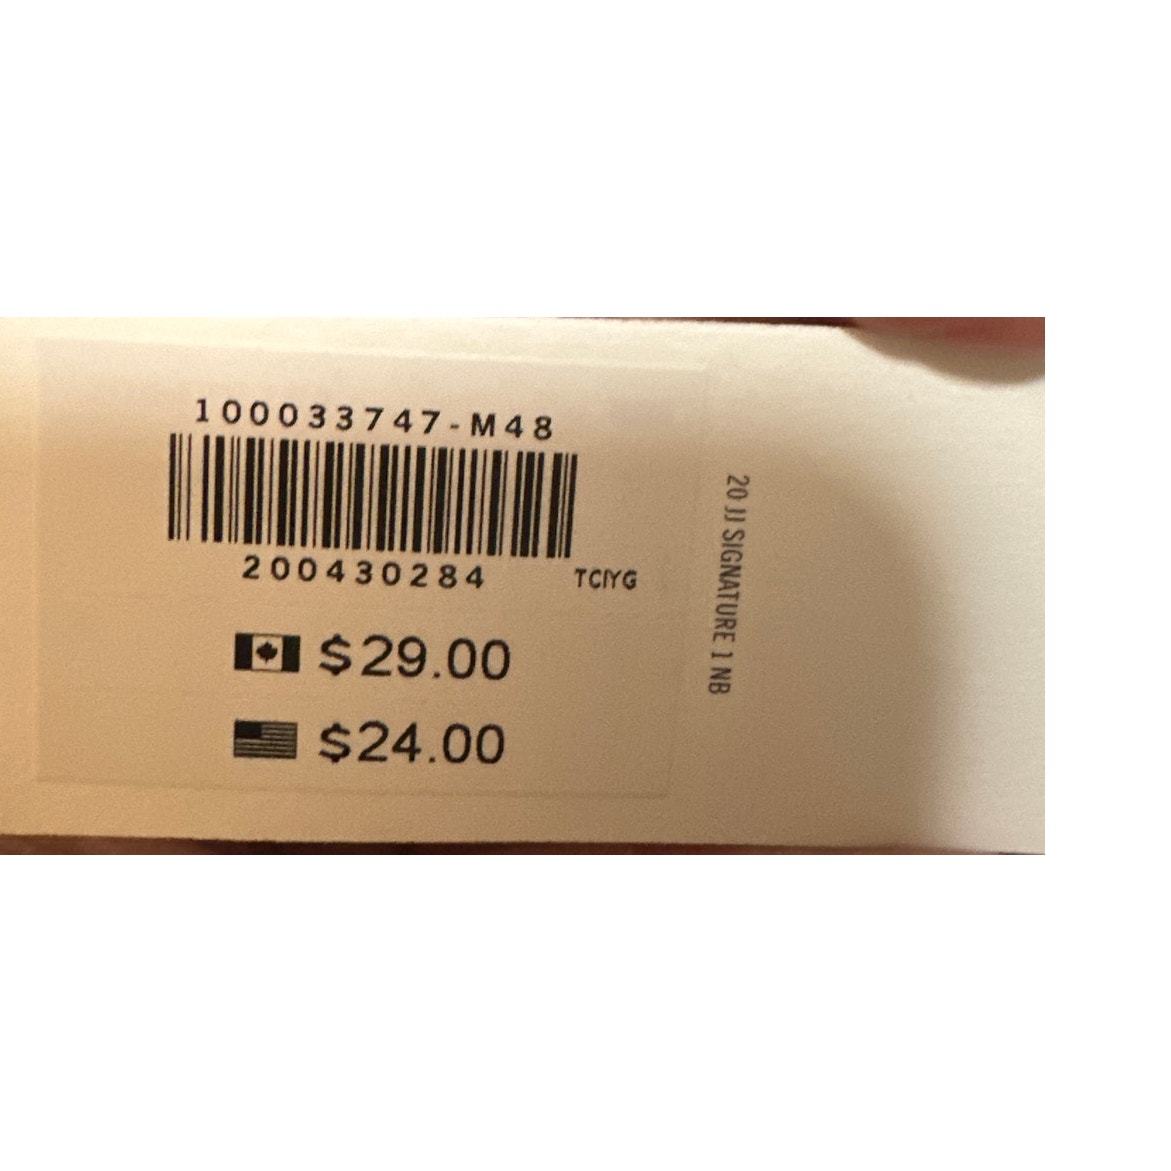 100033747-M48
200430284
TCIYG
$29.00
$24.00
20 JJ SIGNATURE 1 NB